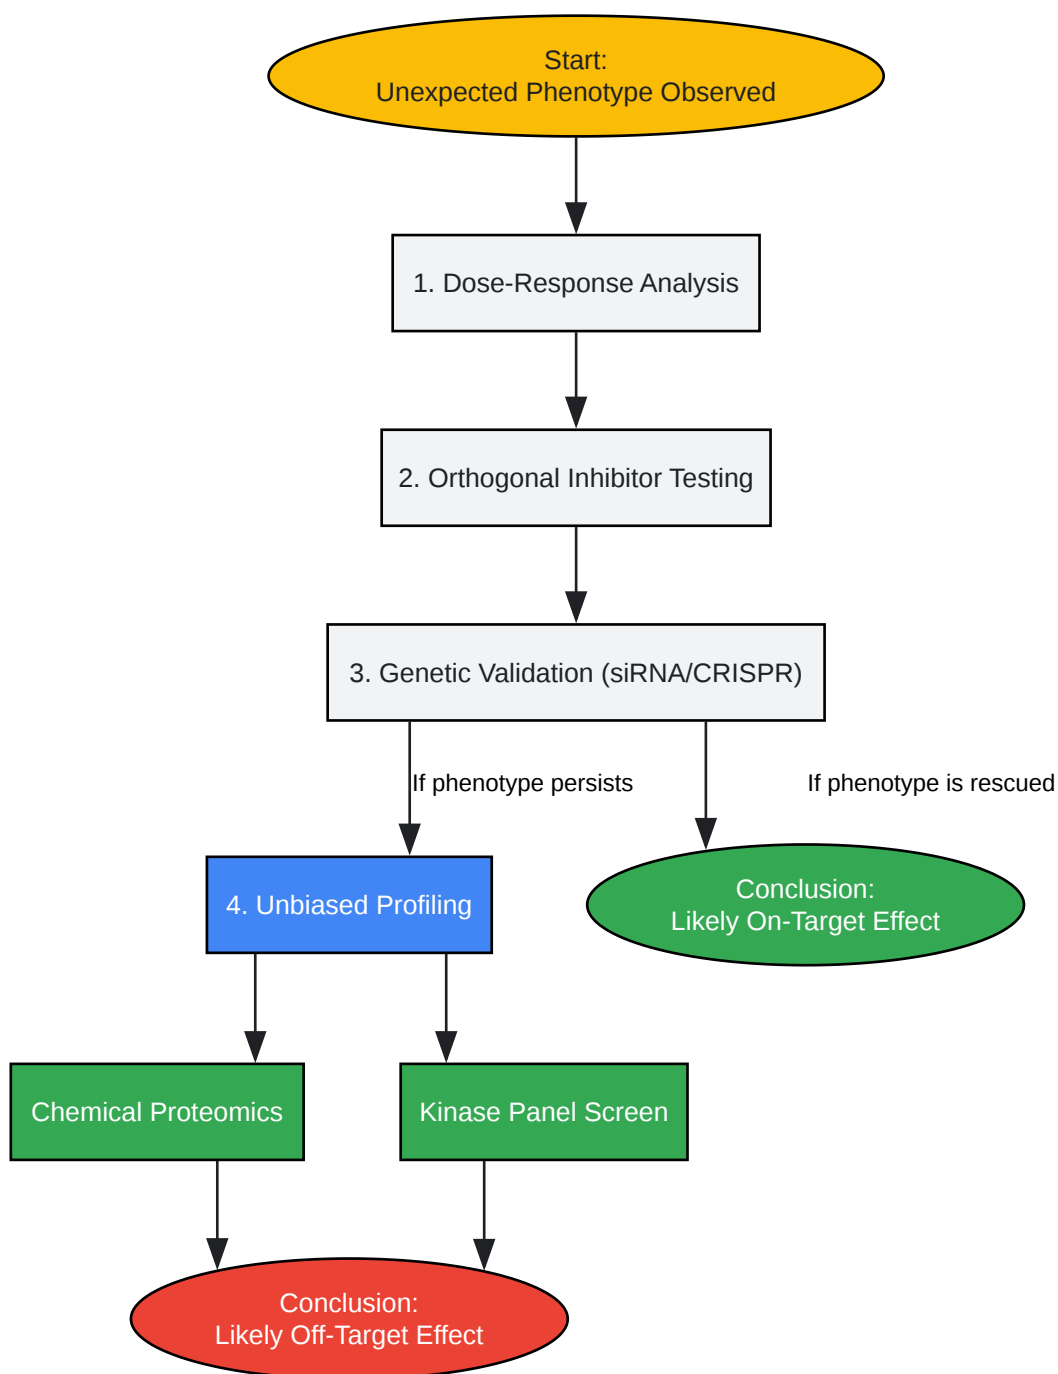 Start:
Unexpected Phenotype Observed
1. Dose-Response Analysis
2. Orthogonal Inhibitor Testing
3. Genetic Validation (siRNA/CRISPR)
If phenotype persists
If phenotype is rescued
4. Unbiased Profiling
Conclusion:
Likely On-Target Effect
Chemical Proteomics
Kinase Panel Screen
Conclusion:
Likely Off-Target Effect